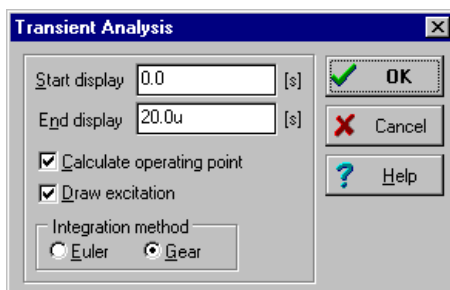 Transient Analysis
Start display 0.0 [s]
End display 20.0u [s]
Calculate operating point
Draw excitation
Integration method
Euler Gear
OK
Cancel
? Help